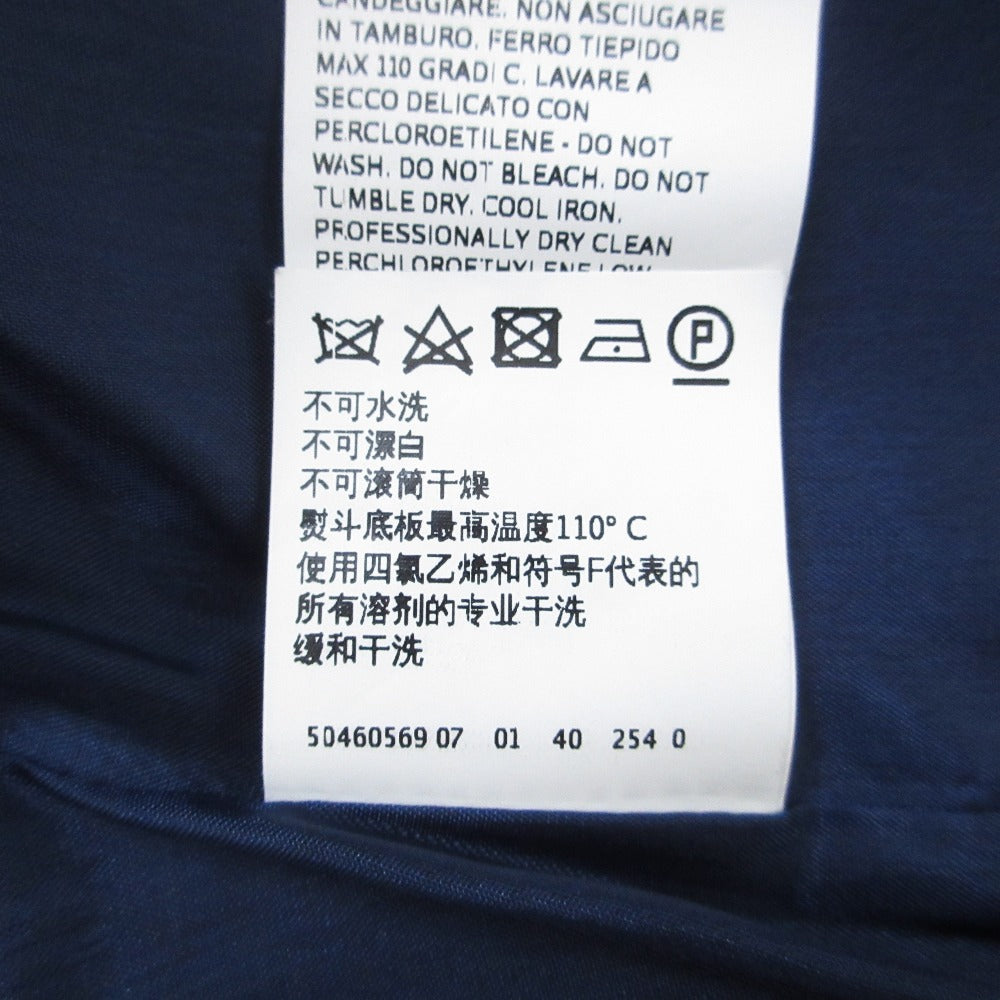 CANDEGGIARE. NON ASCIUGARE
IN TAMBURO. FERRO TIEPIDO
MAX 110 GRADI C. LAVARE A
SECCO DELICATO CON
PERCLOROETILENE - DO NOT
WASH. DO NOT BLEACH. DO NOT
TUMBLE DRY. COOL IRON.
PROFESSIONALLY DRY CLEAN
PERCHLOROETHYLENE LOW
P
不可水洗
不可漂白
不可滚筒干燥
熨斗底板最高温度110° C
使用四氯乙烯和符号F代表的
所有溶剂的专业干洗
缓和干洗
50460569 07 01 40 254 0